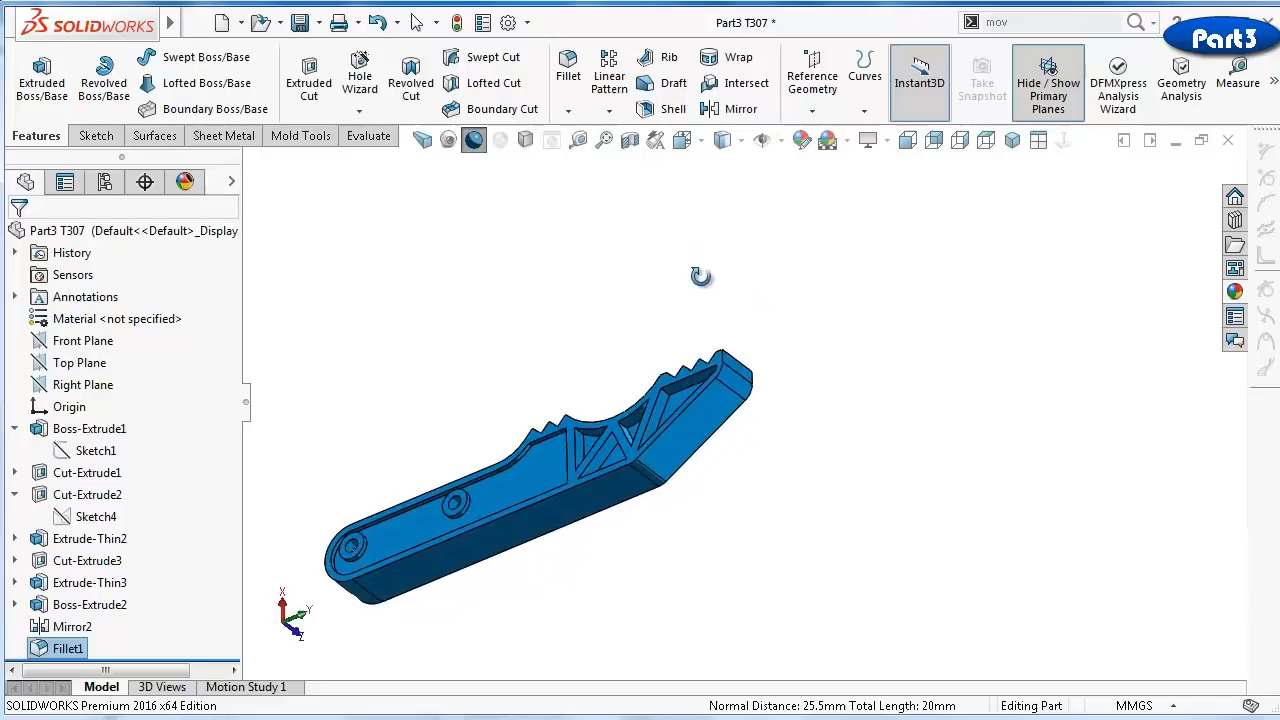 SOLIDWORKS
Part3 T307 *
mov
?
Part3
Extruded Boss/Base
Revolved Boss/Base
Swept Boss/Base
Lofted Boss/Base
Boundary Boss/Base
Extruded Cut
Hole Wizard
Revolved Cut
Swept Cut
Lofted Cut
Boundary Cut
Fillet
Linear Pattern
Rib
Draft
Shell
Wrap
Intersect
Mirror
Reference Geometry
Curves
Instant3D
Take Snapshot
Hide / Show Primary Planes
DFMXpress Analysis Wizard
Geometry Analysis
Measure
Features
Sketch
Surfaces
Sheet Metal
Mold Tools
Evaluate
Part3 T307 (Default<<Default>_Display
History
Sensors
Annotations
Material <not specified>
Front Plane
Top Plane
Right Plane
Origin
Boss-Extrude1
Sketch1
Cut-Extrude1
Cut-Extrude2
Sketch4
Extrude-Thin2
Cut-Extrude3
Extrude-Thin3
Boss-Extrude2
Mirror2
Fillet1
X
Y
Z
Model
3D Views
Motion Study 1
SOLIDWORKS Premium 2016 x64 Edition
Normal Distance: 25.5mm Total Length: 20mm
Editing Part
MMGS